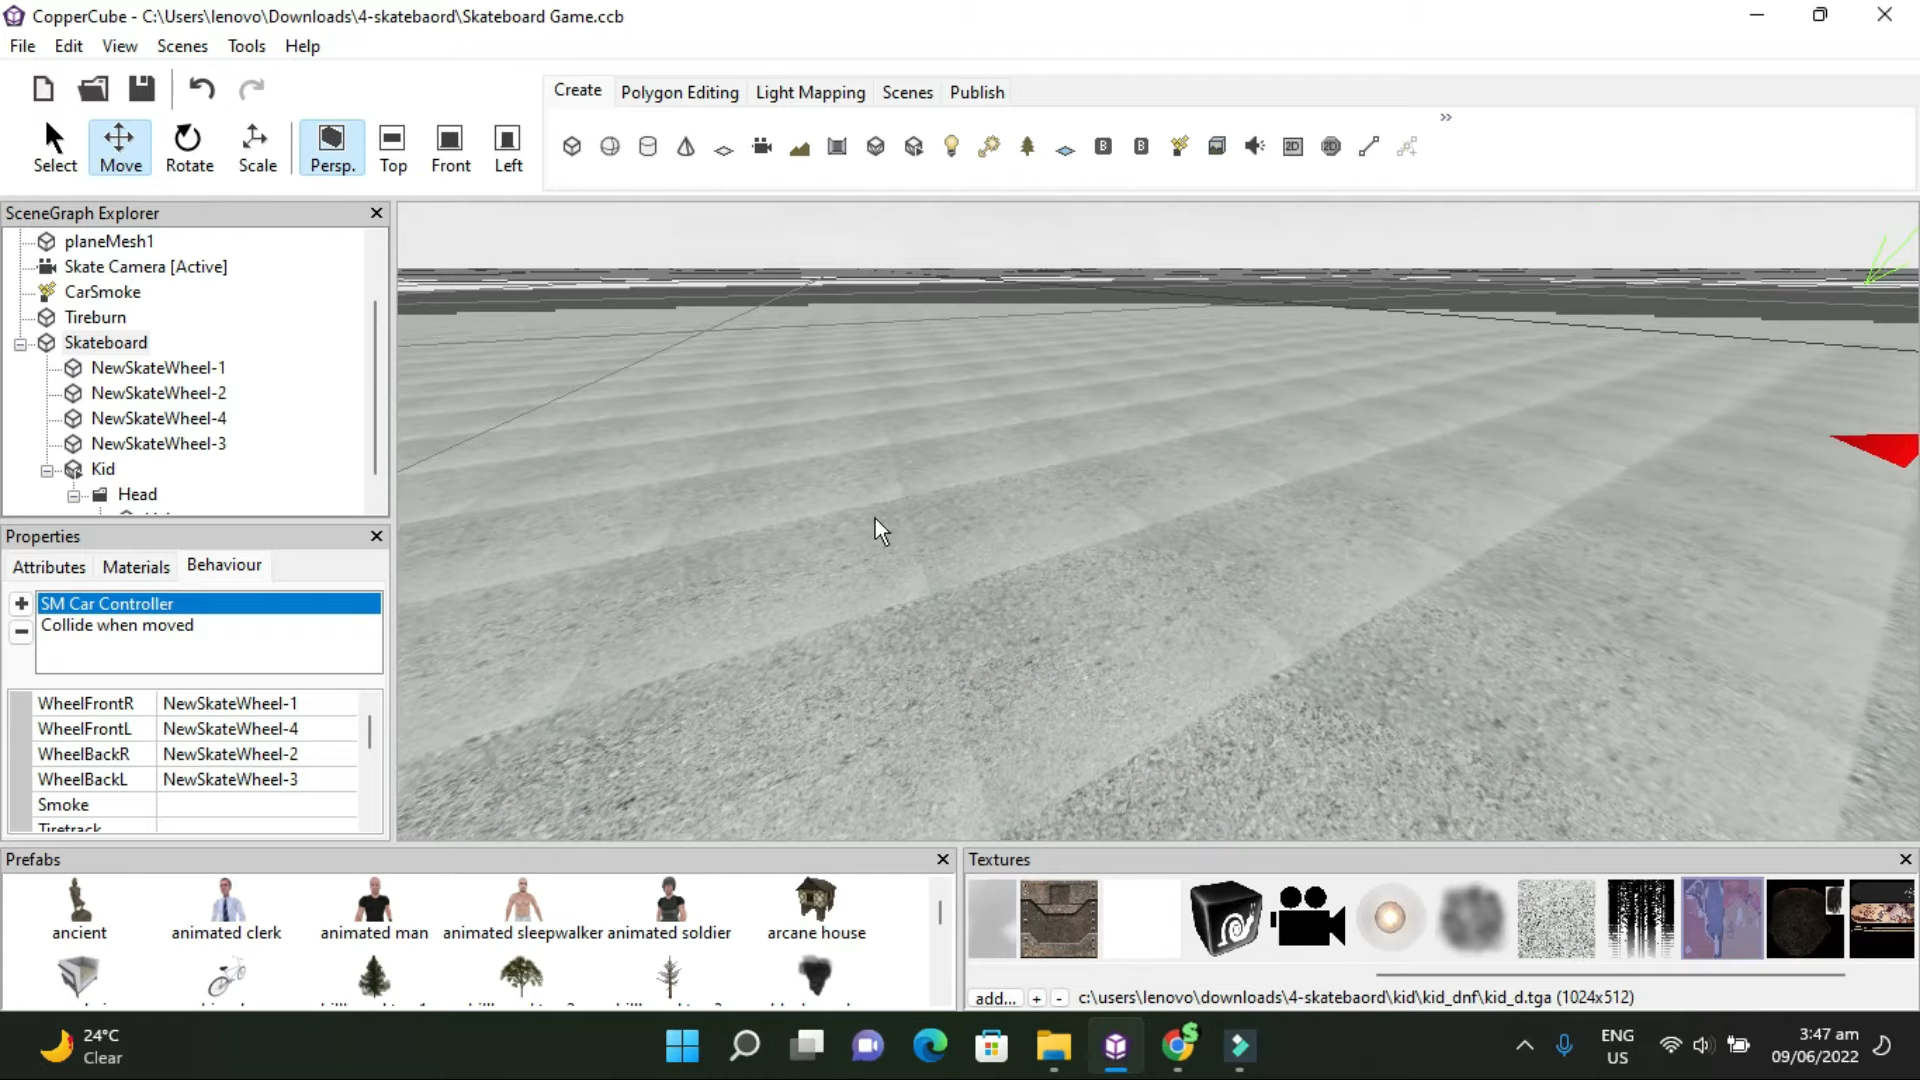 CopperCube - C:\Users\lenovo\Downloads\4-skatebaord\Skateboard Game.ccb
File Edit View Scenes Tools Help
Create Polygon Editing Light Mapping Scenes Publish
Select Move Rotate Scale Persp. Top Front Left
SceneGraph Explorer
planeMesh1
Skate Camera [Active]
CarSmoke
Tireburn
Skateboard
NewSkateWheel-1
NewSkateWheel-2
NewSkateWheel-4
NewSkateWheel-3
Kid
Head
Properties
Attributes Materials Behaviour
SM Car Controller
Collide when moved
WheelFrontR NewSkateWheel-1
WheelFrontL NewSkateWheel-4
WheelBackR NewSkateWheel-2
WheelBackL NewSkateWheel-3
Smoke
Tiretrack
Prefabs
ancient animated clerk animated man animated sleepwalker animated soldier arcane house
Textures
add... + - c:\users\lenovo\downloads\4-skatebaord\kid\kid_dnf\kid_d.tga (1024x512)
24°C
Clear
ENG
US
3:47 am
09/06/2022